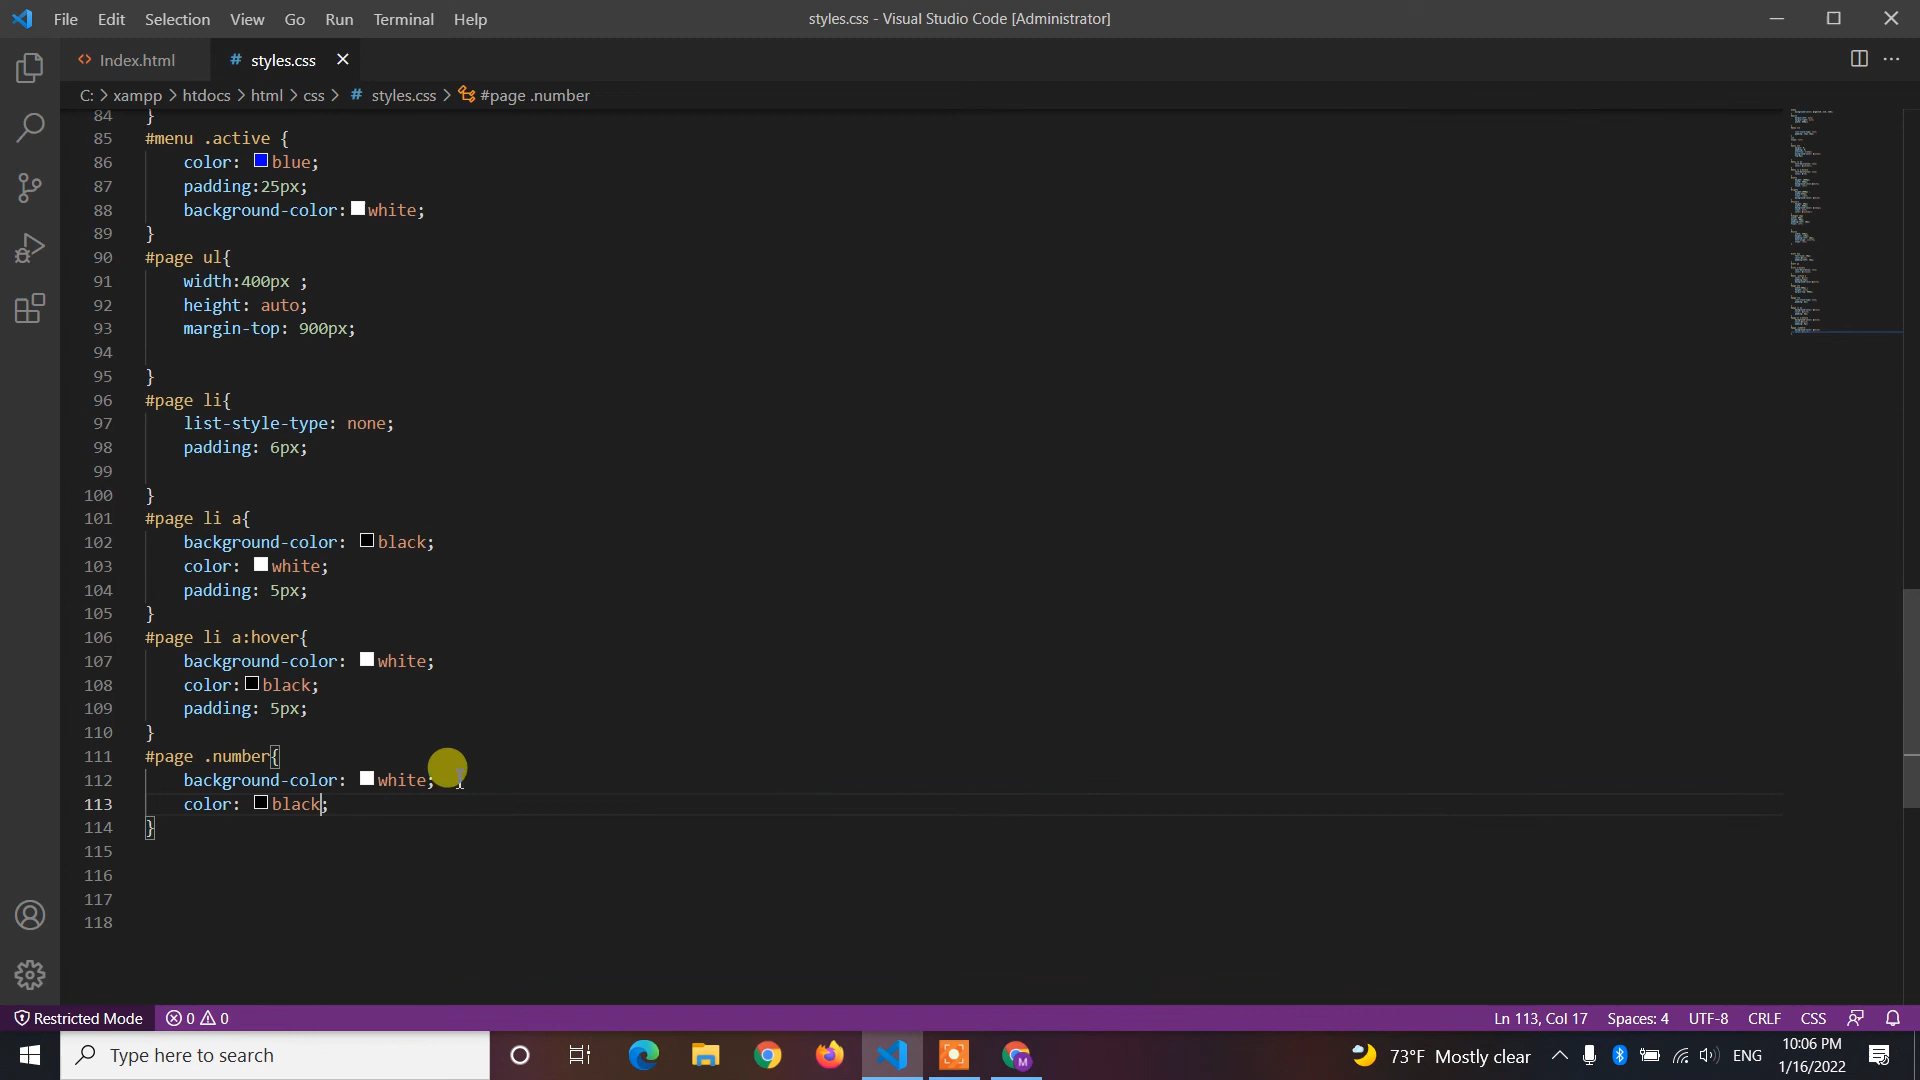 File Edit Selection View Go Run Terminal Help styles.css - Visual Studio Code [Administrator]
Index.html # styles.css
C: > xampp > htdocs > html > css > # styles.css > #page .number
84 }
85 #menu .active {
86 color: blue;
87 padding:25px;
88 background-color: white;
89 }
90 #page ul{
91 width:400px ;
92 height: auto;
93 margin-top: 900px;
94
95 }
96 #page li{
97 list-style-type: none;
98 padding: 6px;
99
100 }
101 #page li a{
102 background-color: black;
103 color: white;
104 padding: 5px;
105 }
106 #page li a:hover{
107 background-color: white;
108 color: black;
109 padding: 5px;
110 }
111 #page .number{
112 background-color: white;
113 color: black;
114 }
115
116
117
118
Restricted Mode 0 0 Ln 113, Col 17 Spaces: 4 UTF-8 CRLF CSS
Type here to search 73°F Mostly clear ENG 10:06 PM
1/16/2022